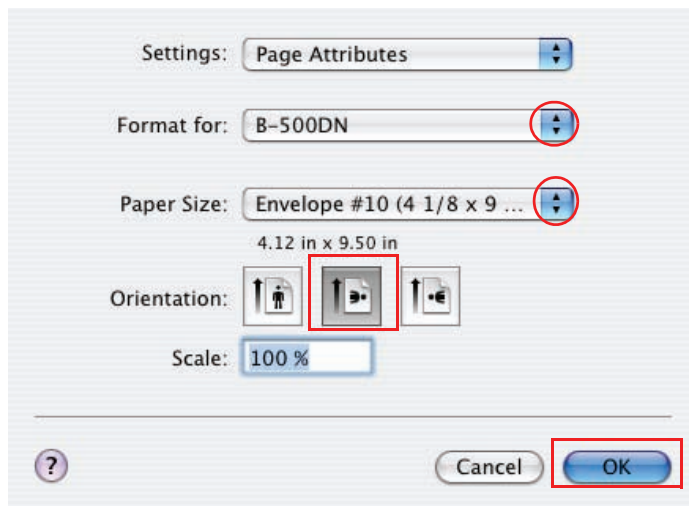 Settings: Page Attributes
Format for: B-500DN
Paper Size: Envelope #10 (4 1/8 x 9 ...
4.12 in x 9.50 in
Orientation:
Scale: 100 %
? Cancel OK